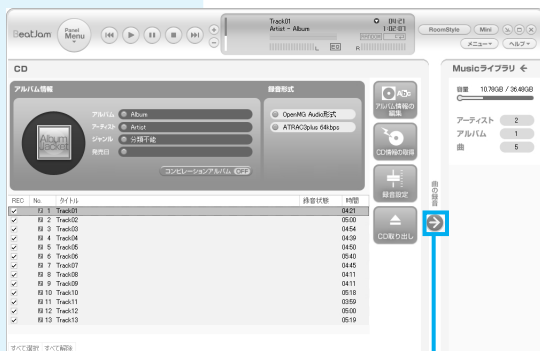 BeatJam
Panel Menu
Track01
Artist - Album
04:21
1:02:07
RANDOM
L EQ R
RoomStyle
Mini
メニュー
ヘルプ
CD
アルバム情報
アルバム Album
アーティスト Artist
ジャンル 分類不能
発売日
コンピレーションアルバム OFF
Album Jacket
録音形式
OpenMG Audio形式
ATRAC3plus 64kbps
アルバム情報の編集
CD情報の取得
録音設定
CD取り出し
曲の録音
Musicライブラリ
容量 10.78GB / 36.48GB
アーティスト 2
アルバム 1
曲 5
REC No. タイトル 録音状態 時間
1 Track01 04:21
2 Track02 05:00
3 Track03 04:54
4 Track04 04:39
5 Track05 04:50
6 Track06 05:40
7 Track07 04:45
8 Track08 04:11
9 Track09 04:11
10 Track10 05:18
11 Track11 03:59
12 Track12 05:00
13 Track13 05:19
すべて選択 すべて解除